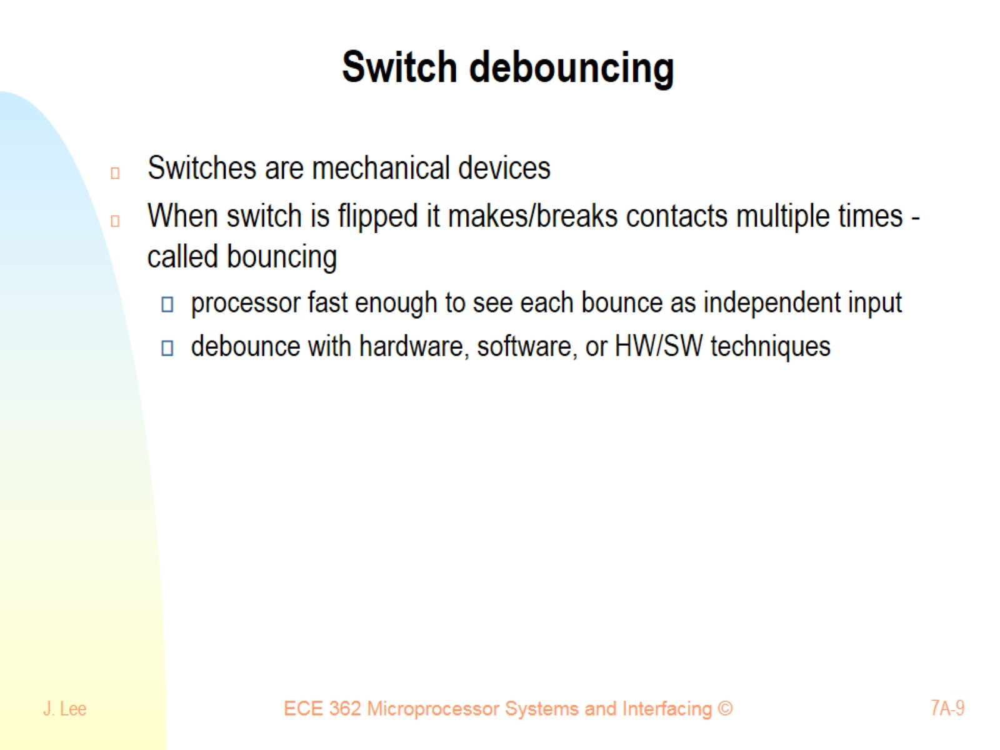 Switch debouncing
Switches are mechanical devices
When switch is flipped it makes/breaks contacts multiple times -
called bouncing
processor fast enough to see each bounce as independent input
debounce with hardware, software, or HW/SW techniques
J. Lee
ECE 362 Microprocessor Systems and Interfacing ©
7A-9